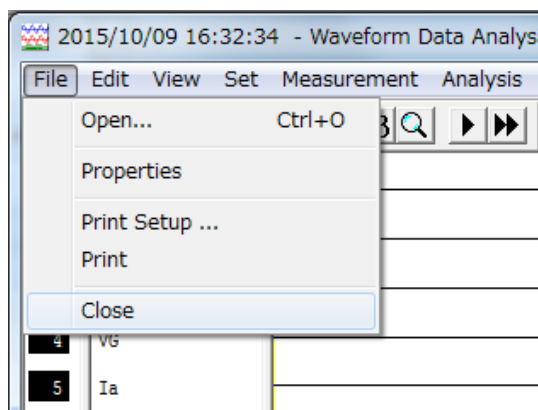 2015/10/09 16:32:34 - Waveform Data Analys
File Edit View Set Measurement Analysis
Open... Ctrl+O
Properties
Print Setup ...
Print
Close
4 VG
5 Ia